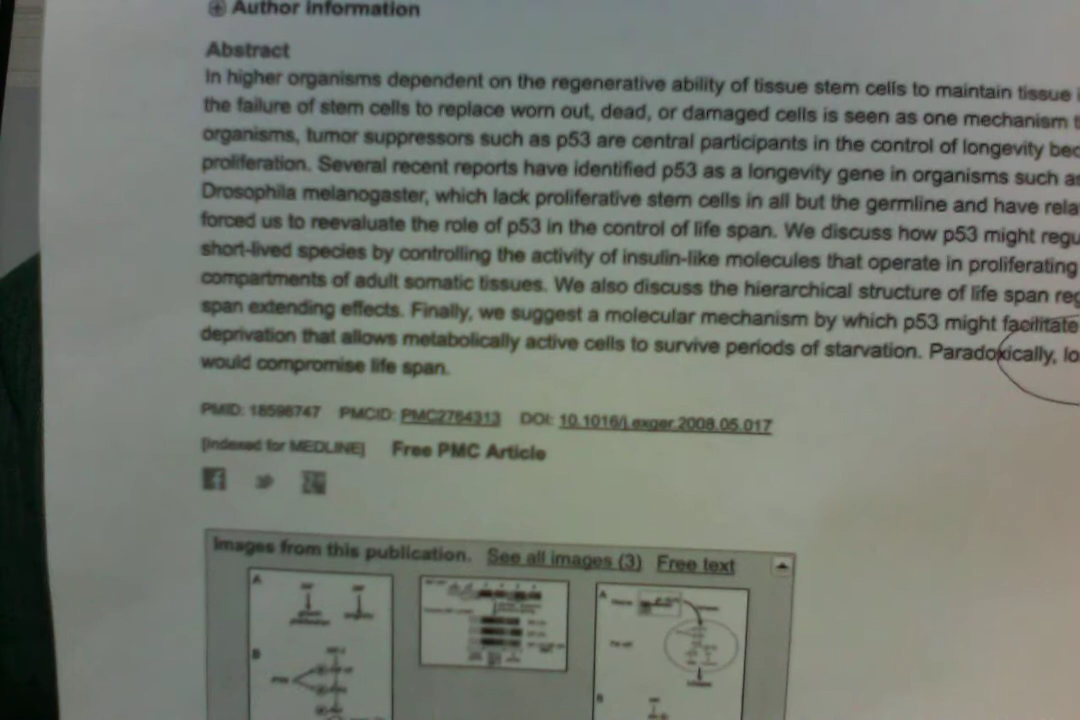 Author information
Abstract
In higher organisms dependent on the regenerative ability of tissue stem cells to maintain tissue
the failure of stem cells to replace worn out, dead, or damaged cells is seen as one mechanism
organisms, tumor suppressors such as p53 are central participants in the control of longevity bec
proliferation. Several recent reports have identified p53 as a longevity gene in organisms such as
Drosophila melanogaster, which lack proliferative stem cells in all but the germline and have rela
forced us to reevaluate the role of p53 in the control of life span. We discuss how p53 might regu
short-lived species by controlling the activity of insulin-like molecules that operate in proliferating
compartments of adult somatic tissues. We also discuss the hierarchical structure of life span reg
span extending effects. Finally, we suggest a molecular mechanism by which p53 might facilitate
deprivation that allows metabolically active cells to survive periods of starvation. Paradoxically, lo
would compromise life span.
PMID: 18598747 PMCID: PMC2764313 DOI: 10.1016/j.exger.2008.05.017
[Indexed for MEDLINE] Free PMC Article
Images from this publication. See all images (3) Free text
A
A
B
B